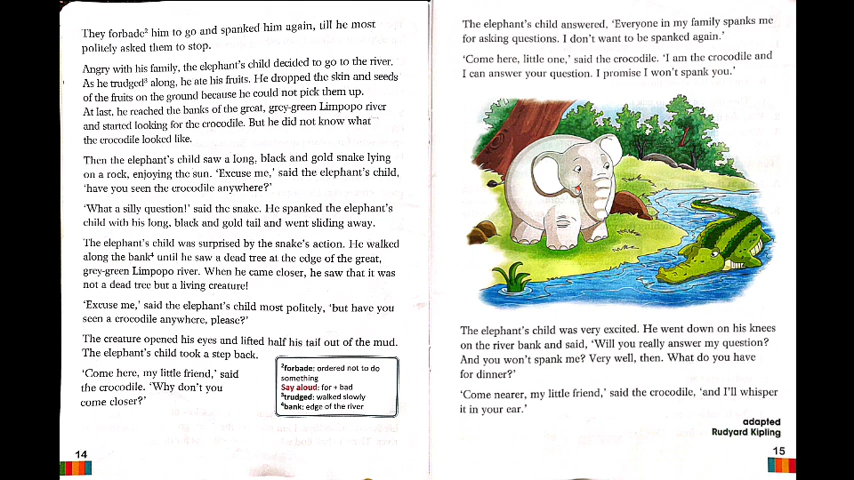 They forbade² him to go and spanked him again, till he most
politely asked them to stop.
Angry with his family, the elephant's child decided to go to the river.
As he trudged³ along, he ate his fruits. He dropped the skin and seeds
of the fruits on the ground because he could not pick them up.
At last, he reached the banks of the great, grey-green Limpopo river
and started looking for the crocodile. But he did not know what
the crocodile looked like.
Then the elephant's child saw a long, black and gold snake lying
on a rock, enjoying the sun. 'Excuse me,' said the elephant's child,
'have you seen the crocodile anywhere?'
'What a silly question!' said the snake. He spanked the elephant's
child with his long, black and gold tail and went sliding away.
The elephant's child was surprised by the snake's action. He walked
along the bank⁴ until he saw a dead tree at the edge of the great,
grey-green Limpopo river. When he came closer, he saw that it was
not a dead tree but a living creature!
'Excuse me,' said the elephant's child most politely, 'but have you
seen a crocodile anywhere, please?'
The creature opened his eyes and lifted half his tail out of the mud.
The elephant's child took a step back.
'Come here, my little friend,' said
the crocodile. 'Why don't you
come closer?'
²forbade: ordered not to do
something
Say aloud: for + bad
³trudged: walked slowly
⁴bank: edge of the river
14
The elephant's child answered, 'Everyone in my family spanks me
for asking questions. I don't want to be spanked again.'
'Come here, little one,' said the crocodile. 'I am the crocodile and
I can answer your question. I promise I won't spank you.'
The elephant's child was very excited. He went down on his knees
on the river bank and said, 'Will you really answer my question?
And you won't spank me? Very well, then. What do you have
for dinner?'
'Come nearer, my little friend,' said the crocodile, 'and I'll whisper
it in your ear.'
adapted
Rudyard Kipling
15